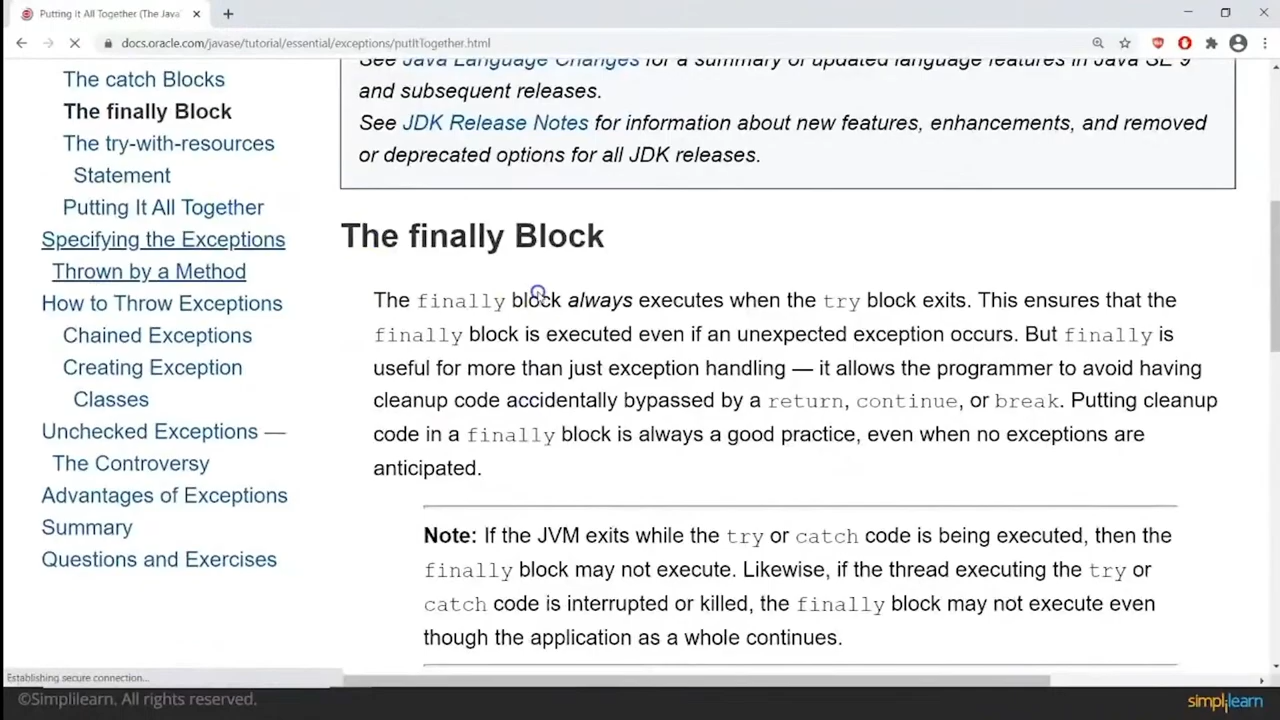 Putting It All Together (The Java
docs.oracle.com/javase/tutorial/essential/exceptions/putItTogether.html
The catch Blocks
The finally Block
The try-with-resources
Statement
Putting It All Together
Specifying the Exceptions
Thrown by a Method
How to Throw Exceptions
Chained Exceptions
Creating Exception
Classes
Unchecked Exceptions —
The Controversy
Advantages of Exceptions
Summary
Questions and Exercises
See Java Language Changes for a summary of updated language features in Java SE 9
and subsequent releases.
See JDK Release Notes for information about new features, enhancements, and removed
or deprecated options for all JDK releases.
The finally Block
The finally block always executes when the try block exits. This ensures that the
finally block is executed even if an unexpected exception occurs. But finally is
useful for more than just exception handling — it allows the programmer to avoid having
cleanup code accidentally bypassed by a return, continue, or break. Putting cleanup
code in a finally block is always a good practice, even when no exceptions are
anticipated.
Note: If the JVM exits while the try or catch code is being executed, then the
finally block may not execute. Likewise, if the thread executing the try or
catch code is interrupted or killed, the finally block may not execute even
though the application as a whole continues.
Establishing secure connection...
©Simplilearn. All rights reserved.
simplilearn